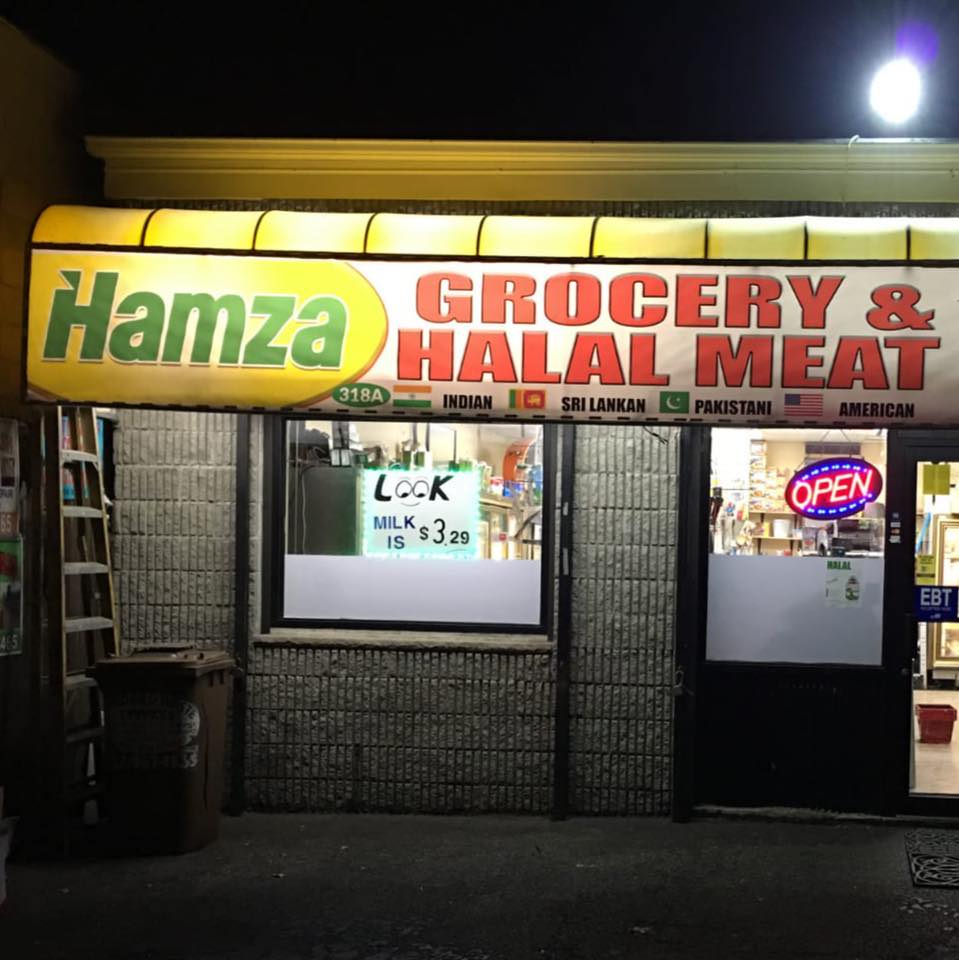 Hamza
GROCERY &
HALAL MEAT
318A INDIAN SRI LANKAN PAKISTANI AMERICAN
LOOK
MILK
IS
$3.29
OPEN
HALAL
EBT